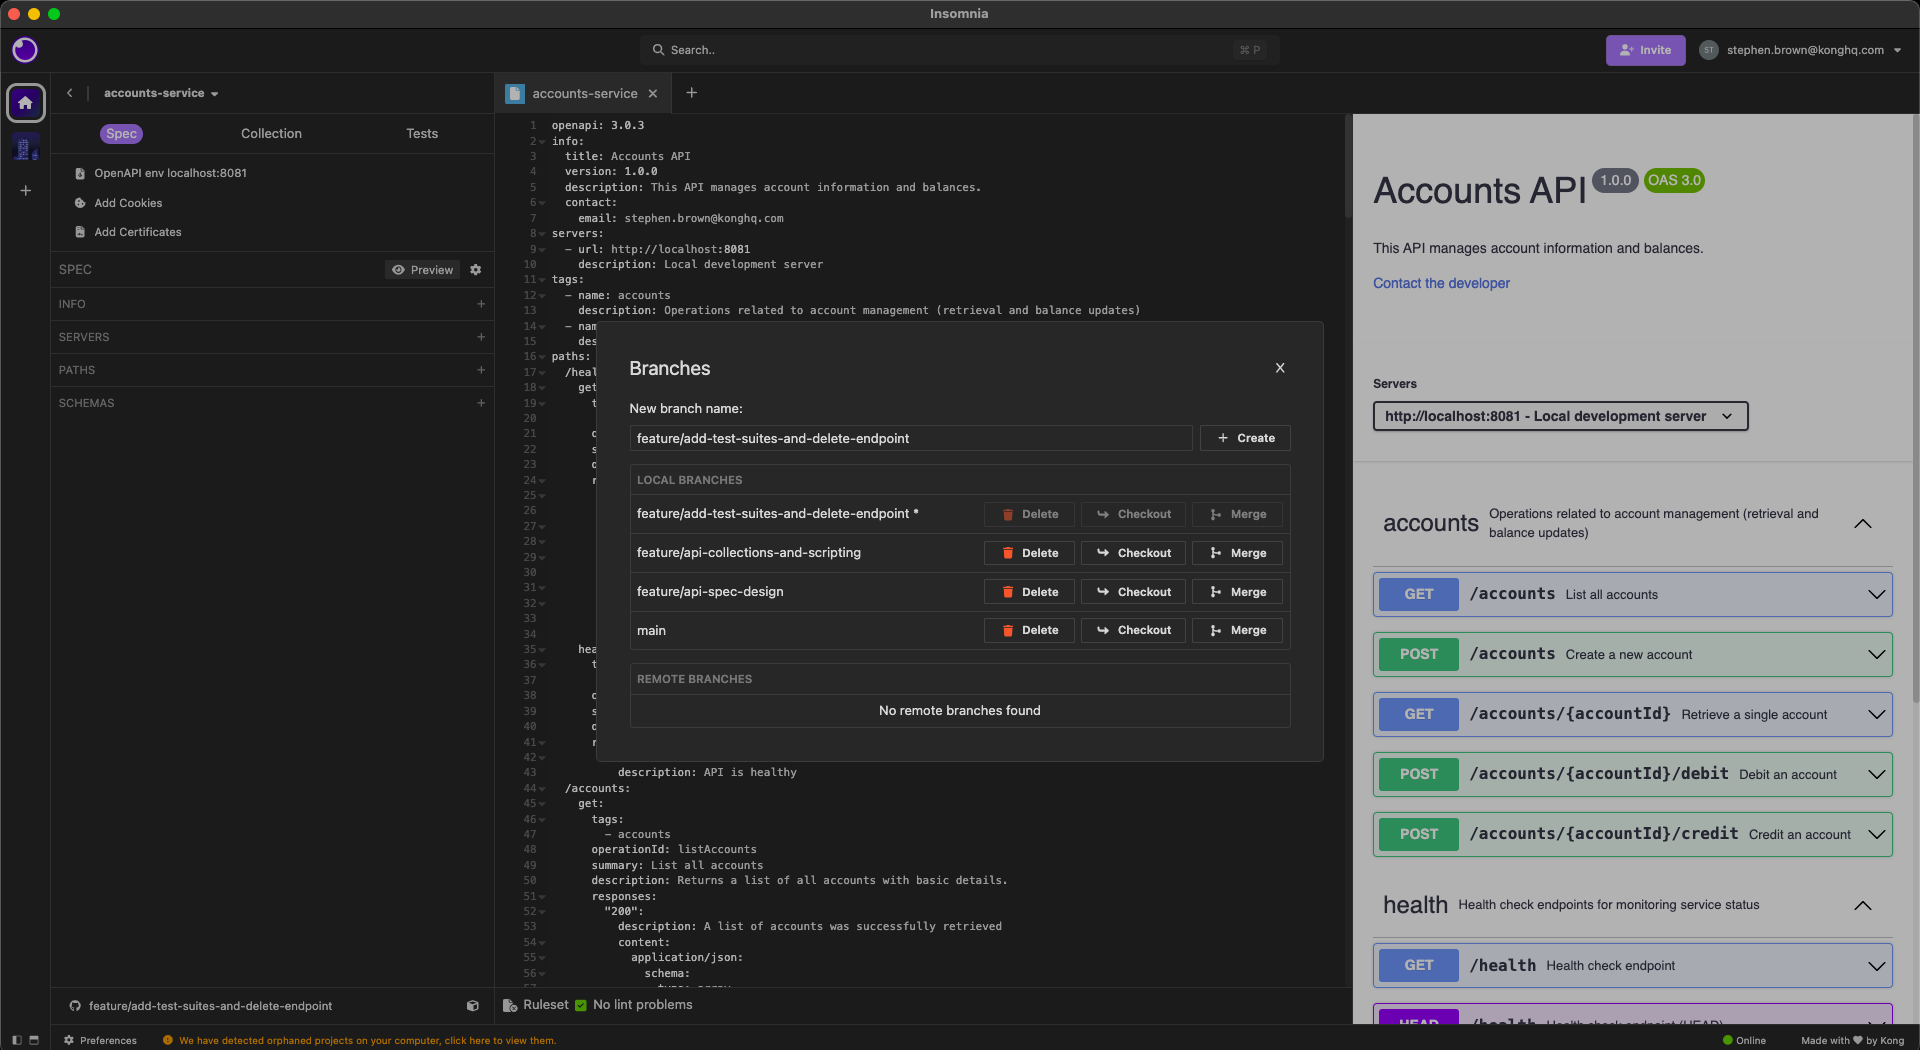 Insomnia
Search..
⌘ P
Invite
ST
stephen.brown@konghq.com
accounts-service
accounts-service
Spec
Collection
Tests
OpenAPI env localhost:8081
Add Cookies
Add Certificates
SPEC
Preview
INFO
SERVERS
PATHS
SCHEMAS
1 openapi: 3.0.3
2 info:
3 title: Accounts API
4 version: 1.0.0
5 description: This API manages account information and balances.
6 contact:
7 email: stephen.brown@konghq.com
8 servers:
9 - url: http://localhost:8081
10 description: Local development server
11 tags:
12 - name: accounts
13 description: Operations related to account management (retrieval and balance updates)
14 - nam
15 des
16 paths:
17 /heal
18 get
19 t
20
21
22 s
23
24
25
26
27
28
29
30
31
32
33
34
35 hea
36 t
37
38
39 s
40
41
42
43 description: API is healthy
44 /accounts:
45 get:
46 tags:
47 - accounts
48 operationId: listAccounts
49 summary: List all accounts
50 description: Returns a list of all accounts with basic details.
51 responses:
52 "200":
53 description: A list of accounts was successfully retrieved
54 content:
55 application/json:
56 schema:
Branches
New branch name:
feature/add-test-suites-and-delete-endpoint
Create
LOCAL BRANCHES
feature/add-test-suites-and-delete-endpoint * Delete Checkout Merge
feature/api-collections-and-scripting Delete Checkout Merge
feature/api-spec-design Delete Checkout Merge
main Delete Checkout Merge
REMOTE BRANCHES
No remote branches found
Accounts API 1.0.0 OAS 3.0
This API manages account information and balances.
Contact the developer
Servers
http://localhost:8081 - Local development server
accounts
Operations related to account management (retrieval and
balance updates)
GET /accounts List all accounts
POST /accounts Create a new account
GET /accounts/{accountId} Retrieve a single account
POST /accounts/{accountId}/debit Debit an account
POST /accounts/{accountId}/credit Credit an account
health Health check endpoints for monitoring service status
GET /health Health check endpoint
HEAD /health Health check endpoint (HEAD)
feature/add-test-suites-and-delete-endpoint
Ruleset
No lint problems
Preferences
We have detected orphaned projects on your computer, click here to view them.
Online
Made with ♥ by Kong